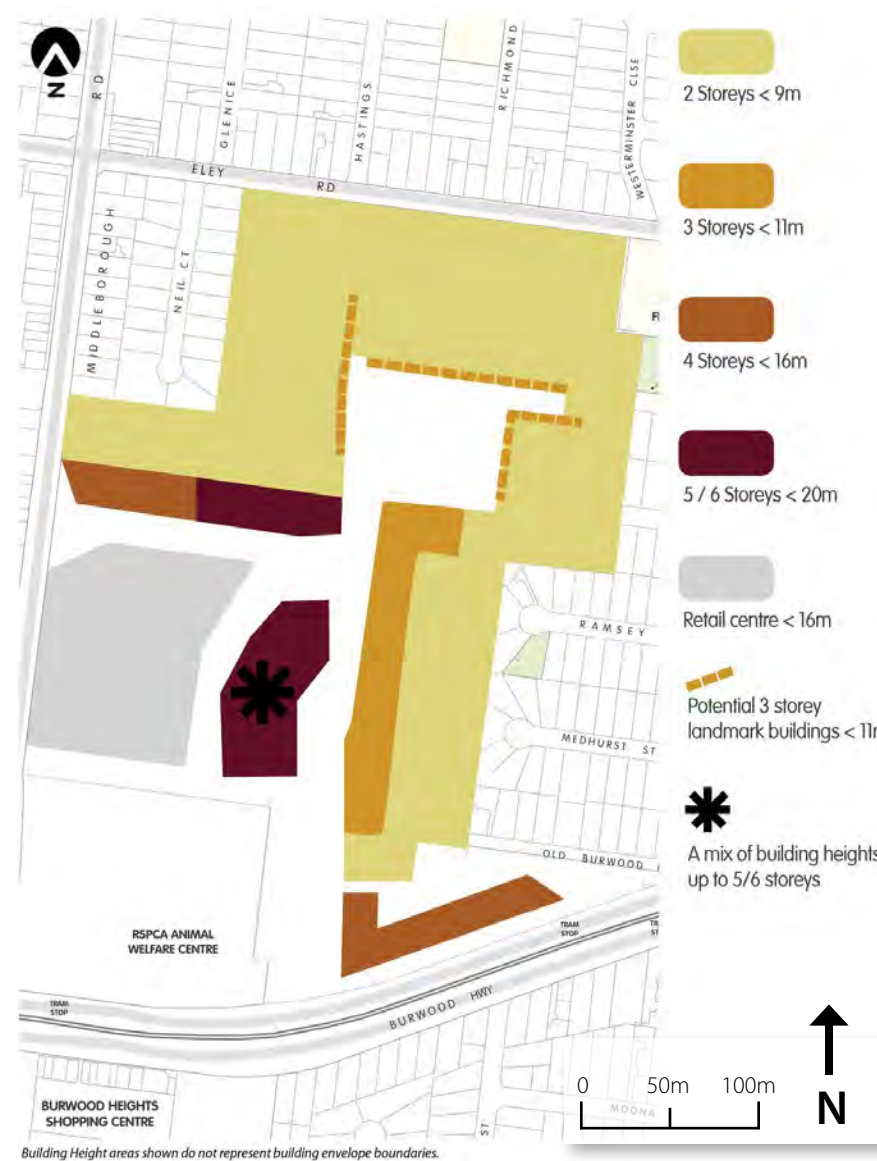 N
RD
GLENICE
HASTINGS
RICHMOND
WESTERMINSTER CLSE
ELEY RD
MIDDLEBOROUGH
NEIL CT
RAMSEY
MEDHURST ST
OLD BURWOOD
RSPCA ANIMAL
WELFARE CENTRE
TRAM
STOP
TRAM
STOP
BURWOOD HWY
BURWOOD HEIGHTS
SHOPPING CENTRE
ST
MOONA
2 Storeys < 9m
3 Storeys < 11m
4 Storeys < 16m
5 / 6 Storeys < 20m
Retail centre < 16m
Potential 3 storey
landmark buildings < 11m
A mix of building heights
up to 5/6 storeys
0 50m 100m
N
Building Height areas shown do not represent building envelope boundaries.